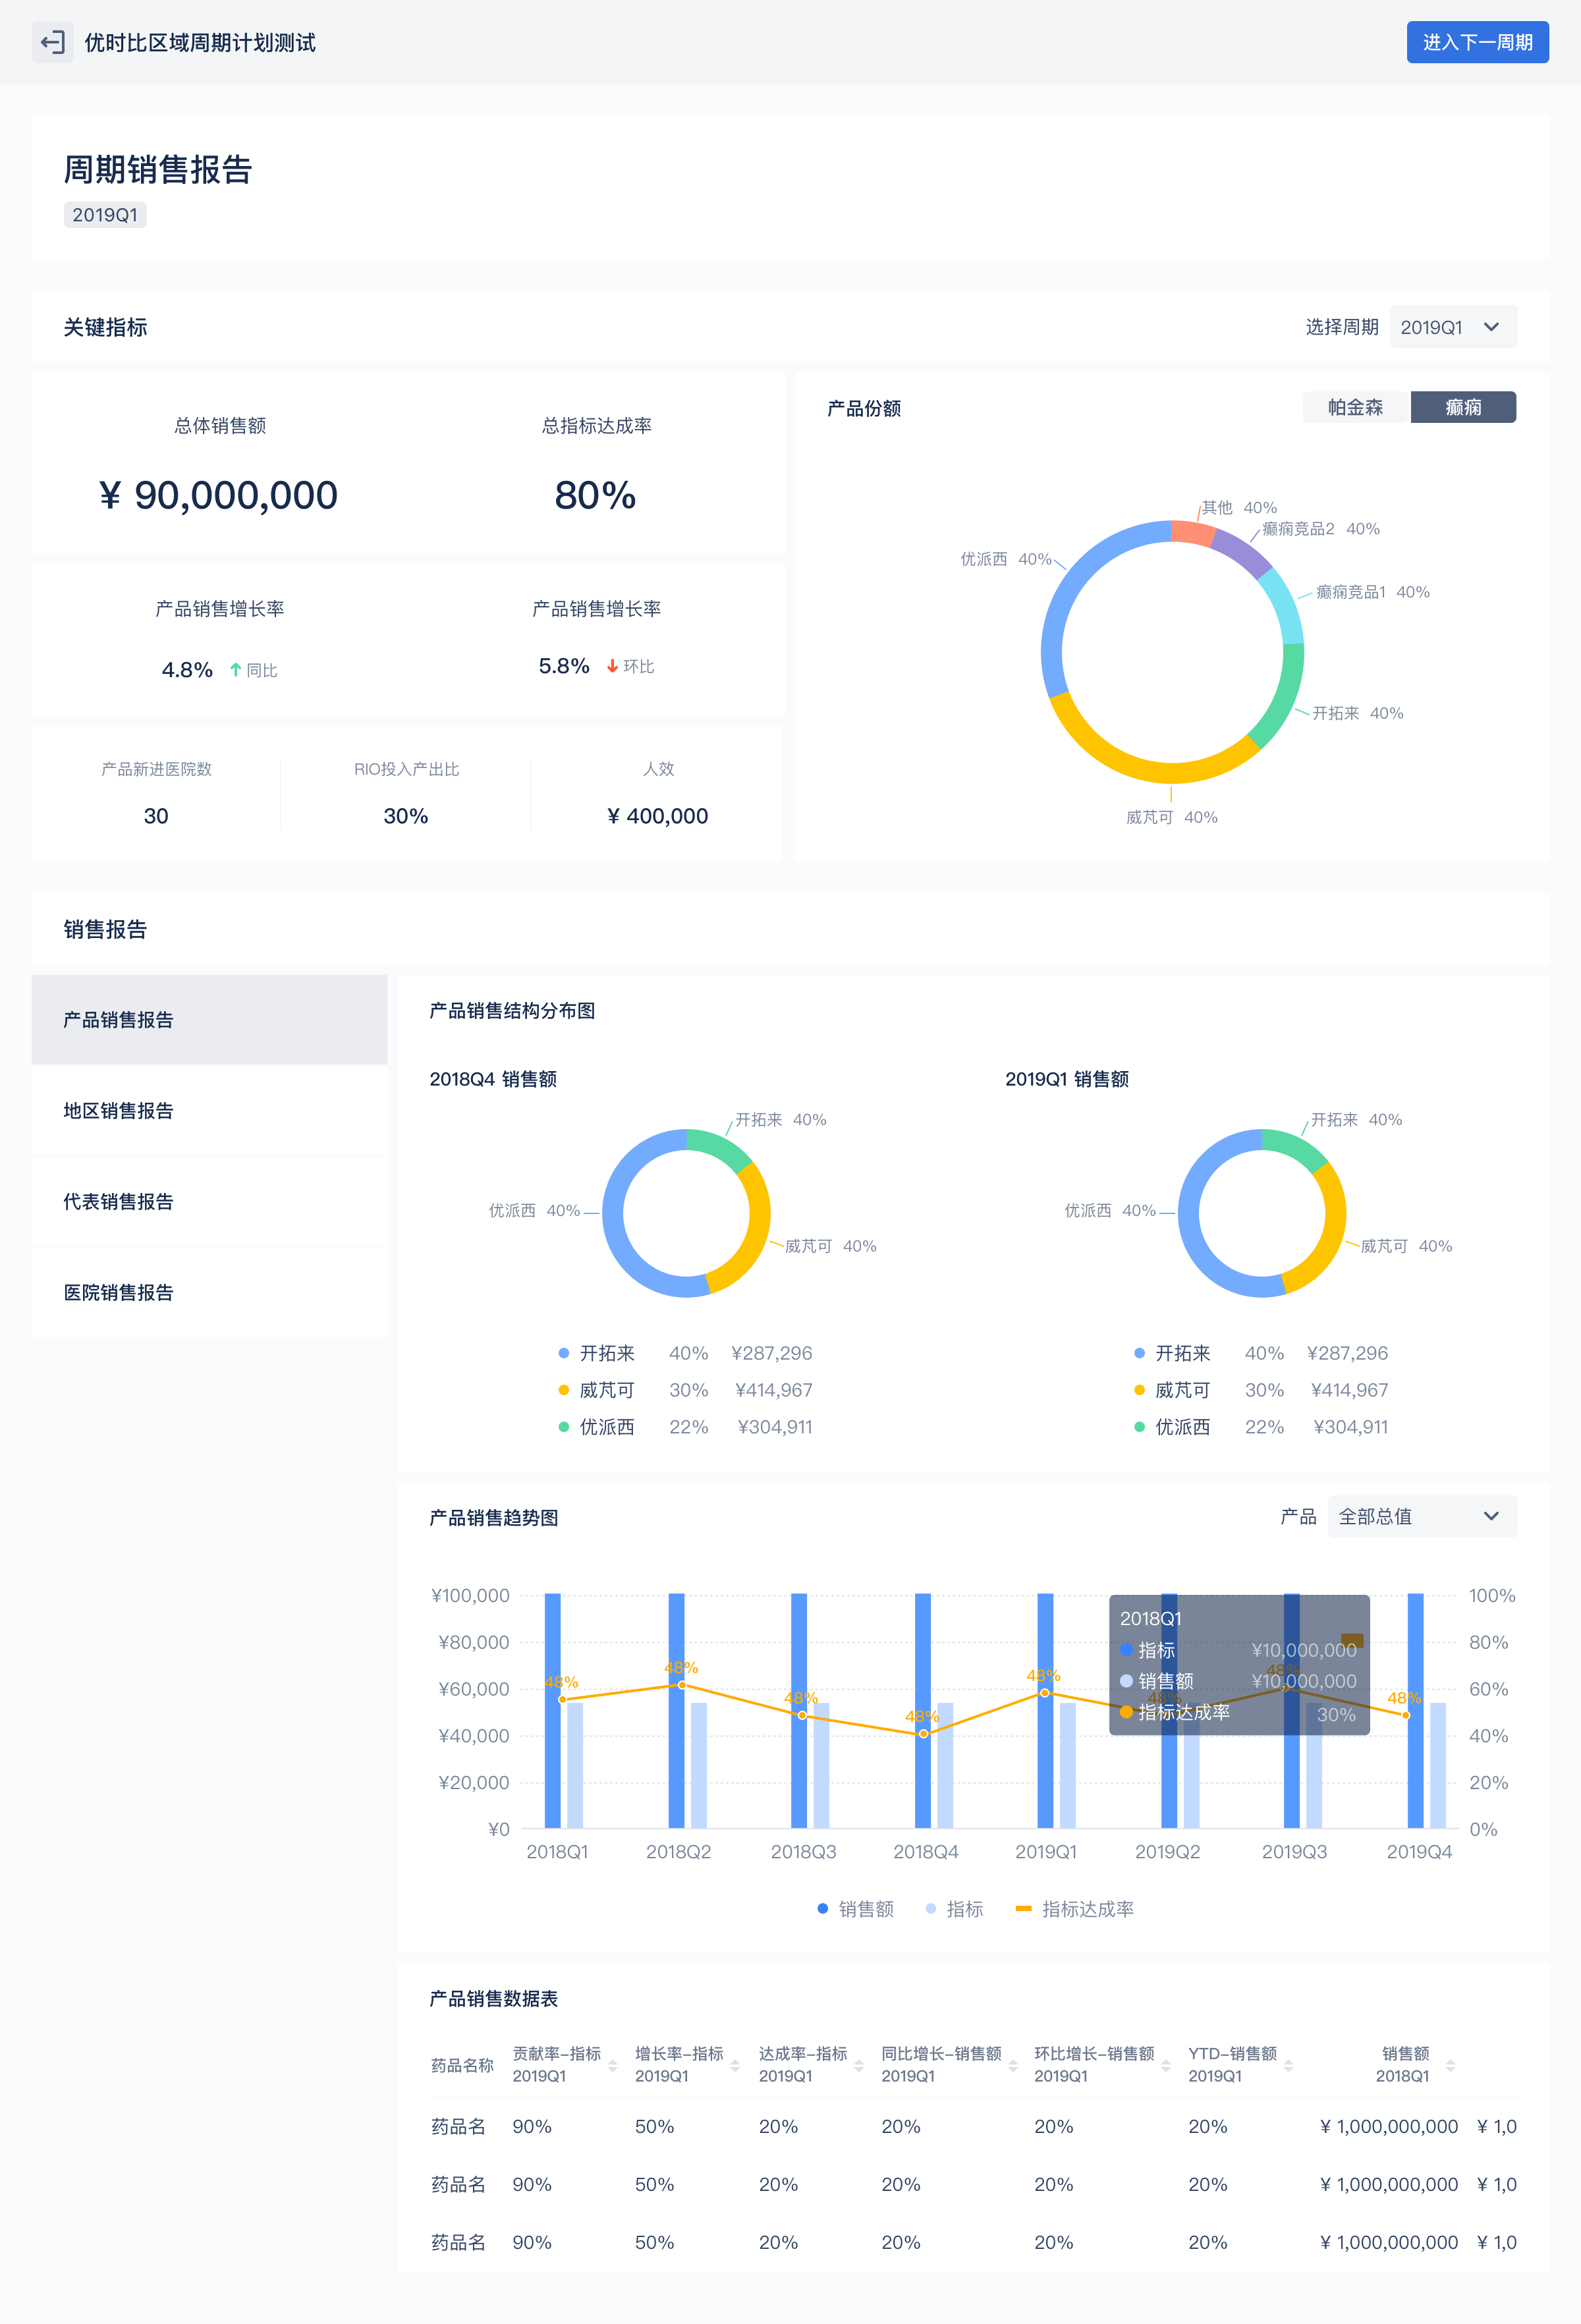 优时比区域周期计划测试
进入下一周期
周期销售报告
2019Q1
关键指标
选择周期 2019Q1
总体销售额 总指标达成率
¥ 90,000,000 80%
产品销售增长率 产品销售增长率
4.8% 同比 5.8% 环比
产品新进医院数 RIO投入产出比 人效
30 30% ¥ 400,000
产品份额
帕金森 癫痫
其他 40%
癫痫竞品2 40%
优派西 40%
癫痫竞品1 40%
开拓来 40%
威芃可 40%
销售报告
产品销售报告
地区销售报告
代表销售报告
医院销售报告
产品销售结构分布图
2018Q4 销售额
开拓来 40%
优派西 40%
威芃可 40%
开拓来 40% ¥287,296
威芃可 30% ¥414,967
优派西 22% ¥304,911
2019Q1 销售额
开拓来 40%
优派西 40%
威芃可 40%
开拓来 40% ¥287,296
威芃可 30% ¥414,967
优派西 22% ¥304,911
产品销售趋势图
产品 全部总值
¥100,000
¥80,000
¥60,000
¥40,000
¥20,000
¥0
100%
80%
60%
40%
20%
0%
48% 48% 48% 48% 48% 48% 48% 48%
2018Q1
指标 ¥10,000,000
销售额 ¥10,000,000
指标达成率 30%
2018Q1 2018Q2 2018Q3 2018Q4 2019Q1 2019Q2 2019Q3 2019Q4
销售额 指标 指标达成率
产品销售数据表
药品名称 贡献率-指标 增长率-指标 达成率-指标 同比增长-销售额 环比增长-销售额 YTD-销售额 销售额
2019Q1 2019Q1 2019Q1 2019Q1 2019Q1 2019Q1 2018Q1
药品名 90% 50% 20% 20% 20% 20% ¥ 1,000,000,000 ¥ 1,0
药品名 90% 50% 20% 20% 20% 20% ¥ 1,000,000,000 ¥ 1,0
药品名 90% 50% 20% 20% 20% 20% ¥ 1,000,000,000 ¥ 1,0